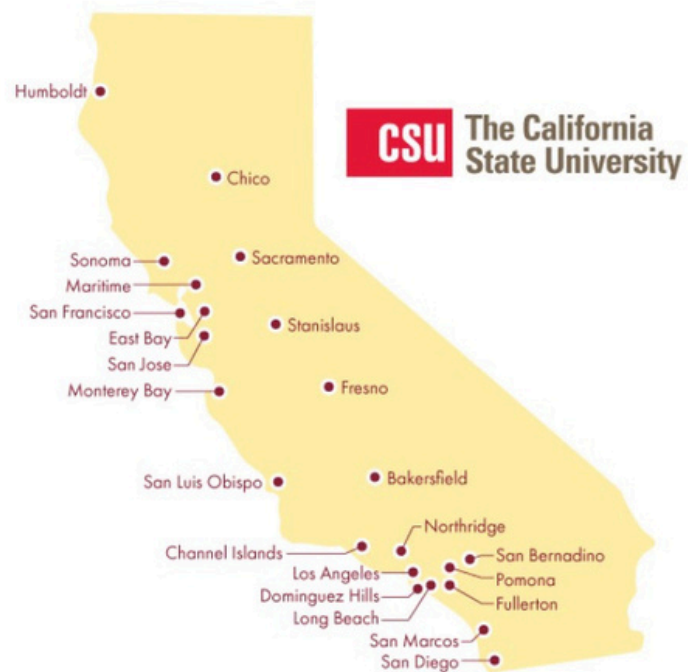 Humboldt
CSU The California
State University
Chico
Sonoma
Sacramento
Maritime
San Francisco
Stanislaus
East Bay
San Jose
Monterey Bay
Fresno
San Luis Obispo
Bakersfield
Northridge
Channel Islands
San Bernadino
Los Angeles
Pomona
Dominguez Hills
Fullerton
Long Beach
San Marcos
San Diego